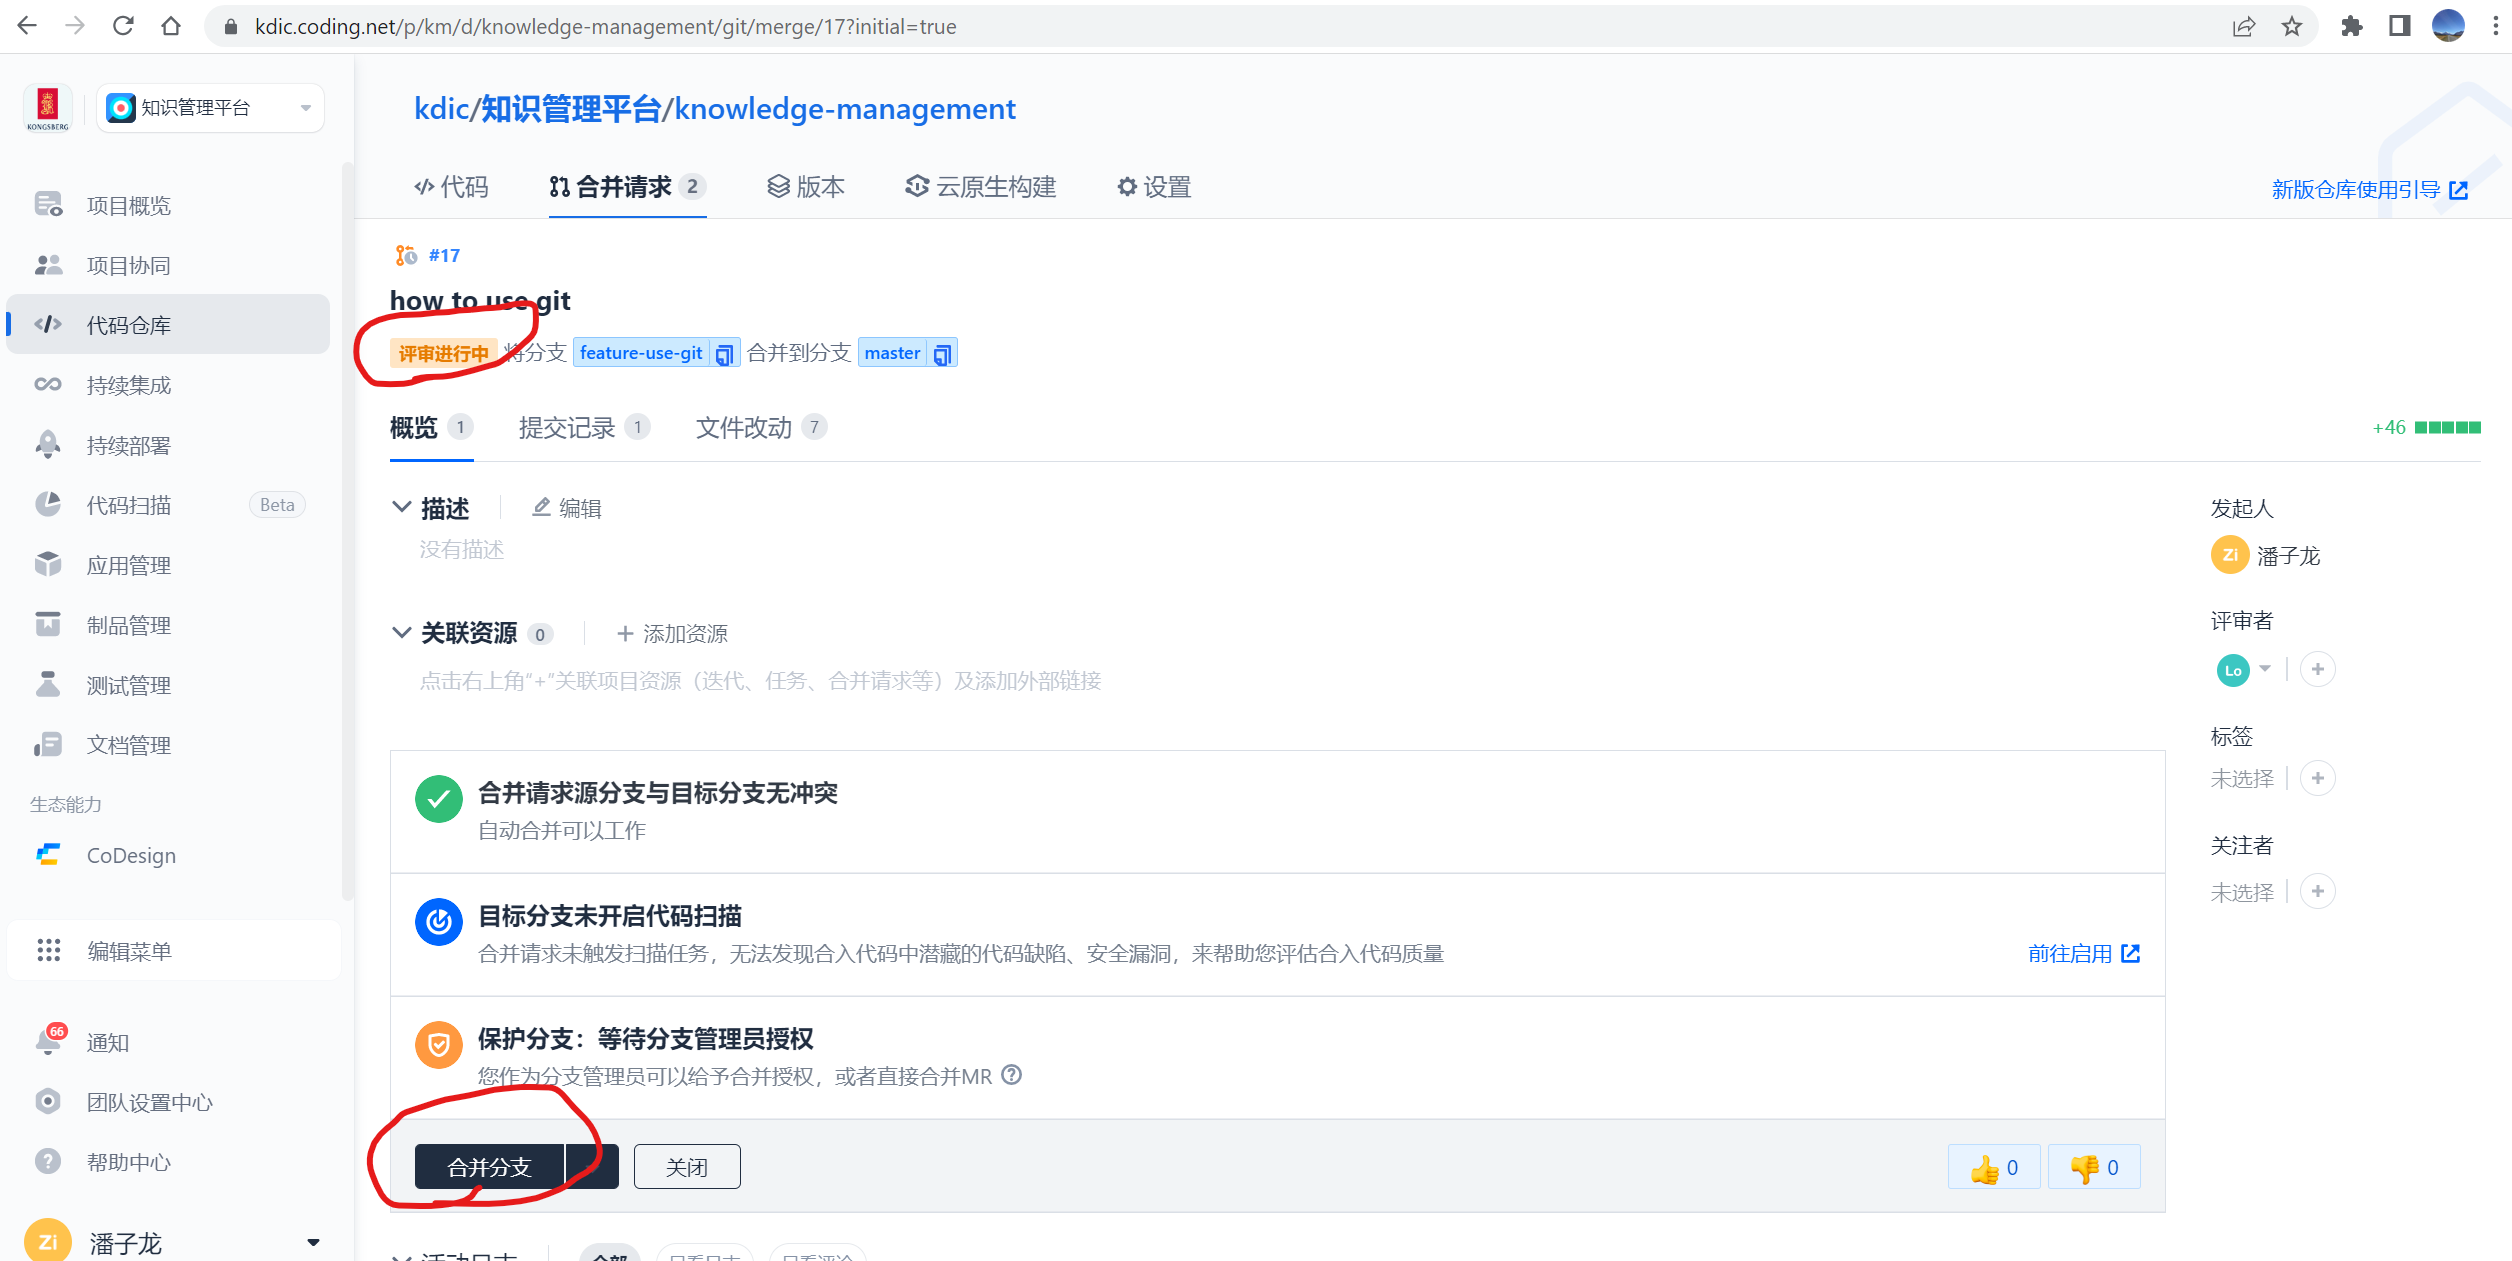 kdic.coding.net/p/km/d/knowledge-management/git/merge/17?initial=true
KONGSBERG
知识管理平台
项目概览
项目协同
代码仓库
持续集成
持续部署
代码扫描 Beta
应用管理
制品管理
测试管理
文档管理
生态能力
CoDesign
编辑菜单
66
通知
团队设置中心
帮助中心
Zi 潘子龙
kdic/知识管理平台/knowledge-management
代码 合并请求 2 版本 云原生构建 设置
新版仓库使用引导
#17
how to use git
评审进行中 将分支 feature-use-git 合并到分支 master
概览 1 提交记录 1 文件改动 7
+46
描述 编辑
没有描述
关联资源 0 添加资源
点击右上角“+”关联项目资源（迭代、任务、合并请求等）及添加外部链接
合并请求源分支与目标分支无冲突
自动合并可以工作
目标分支未开启代码扫描
合并请求未触发扫描任务，无法发现合入代码中潜藏的代码缺陷、安全漏洞，来帮助您评估合入代码质量
前往启用
保护分支：等待分支管理员授权
您作为分支管理员可以给予合并授权，或者直接合并MR
合并分支 关闭
0 0
活动日志 全部 只看日志 只看评论
发起人
Zi 潘子龙
评审者
Lo
标签
未选择
关注者
未选择